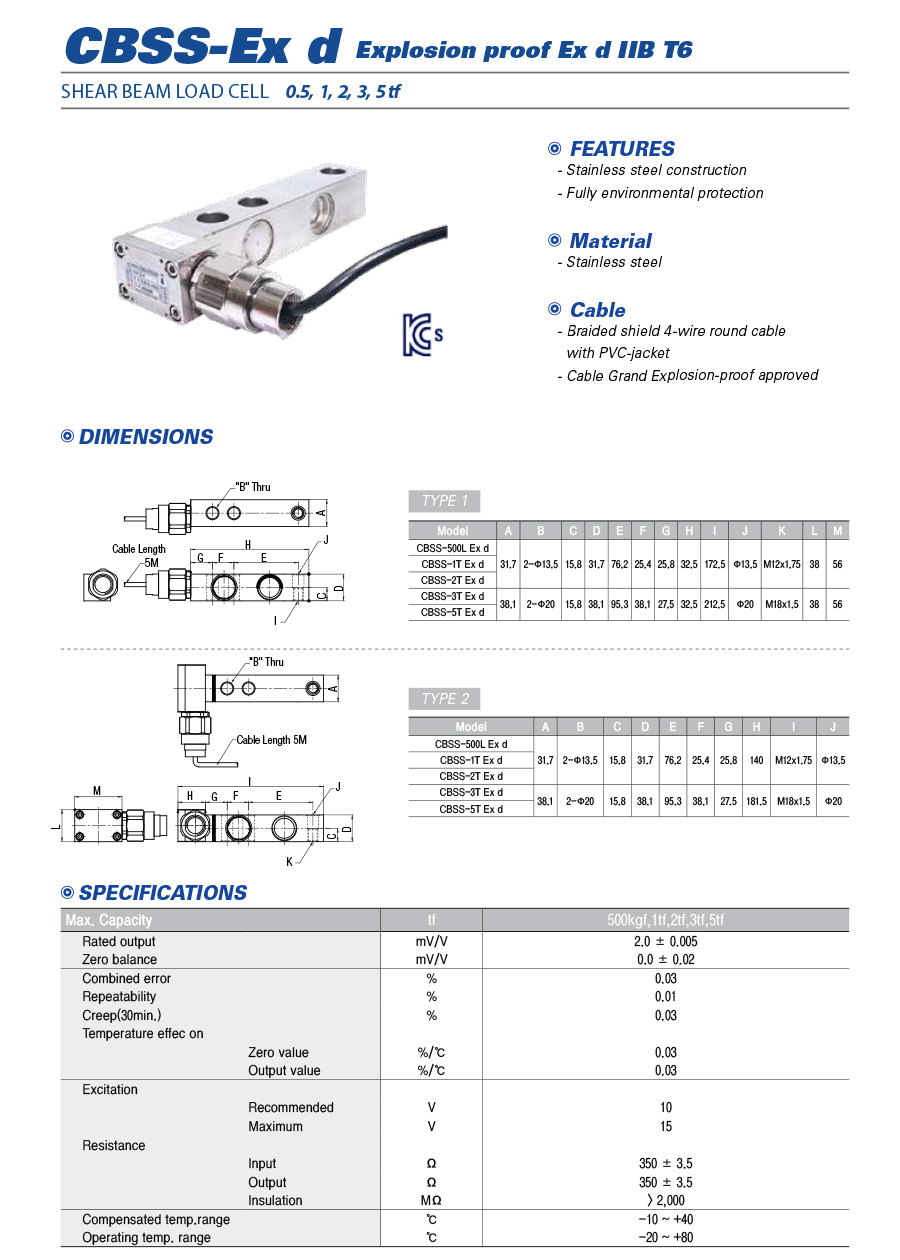 CBSS-Ex d Explosion proof Ex d IIB T6
SHEAR BEAM LOAD CELL 0.5, 1, 2, 3, 5 tf
FEATURES
- Stainless steel construction
- Fully environmental protection
Material
- Stainless steel
Cable
- Braided shield 4-wire round cable
with PVC-jacket
- Cable Grand Explosion-proof approved
S
DIMENSIONS
"B" Thru
A
Cable Length
5M
H
G F E
J
C D
I
TYPE 1
Model A B C D E F G H I J K L M
CBSS-500L Ex d
CBSS-1T Ex d 31.7 2-Φ13.5 15.8 31.7 76.2 25.4 25.8 32.5 172.5 Φ13.5 M12x1.75 38 56
CBSS-2T Ex d
CBSS-3T Ex d
CBSS-5T Ex d 38.1 2-Φ20 15.8 38.1 95.3 38.1 27.5 32.5 212.5 Φ20 M18x1.5 38 56
"B" Thru
A
Cable Length 5M
I
M
H G F E
J
L
C D
K
TYPE 2
Model A B C D E F G H I J
CBSS-500L Ex d
CBSS-1T Ex d 31.7 2-Φ13.5 15.8 31.7 76.2 25.4 25.8 140 M12x1.75 Φ13.5
CBSS-2T Ex d
CBSS-3T Ex d
CBSS-5T Ex d 38.1 2-Φ20 15.8 38.1 95.3 38.1 27.5 181.5 M18x1.5 Φ20
SPECIFICATIONS
Max. Capacity tf 500kgf,1tf,2tf,3tf,5tf
Rated output mV/V 2.0 ± 0.005
Zero balance mV/V 0.0 ± 0.02
Combined error % 0.03
Repeatability % 0.01
Creep(30min.) % 0.03
Temperature effec on
Zero value %/℃ 0.03
Output value %/℃ 0.03
Excitation
Recommended V 10
Maximum V 15
Resistance
Input Ω 350 ± 3.5
Output Ω 350 ± 3.5
Insulation MΩ 〉2,000
Compensated temp.range ℃ -10 ~ +40
Operating temp. range ℃ -20 ~ +80